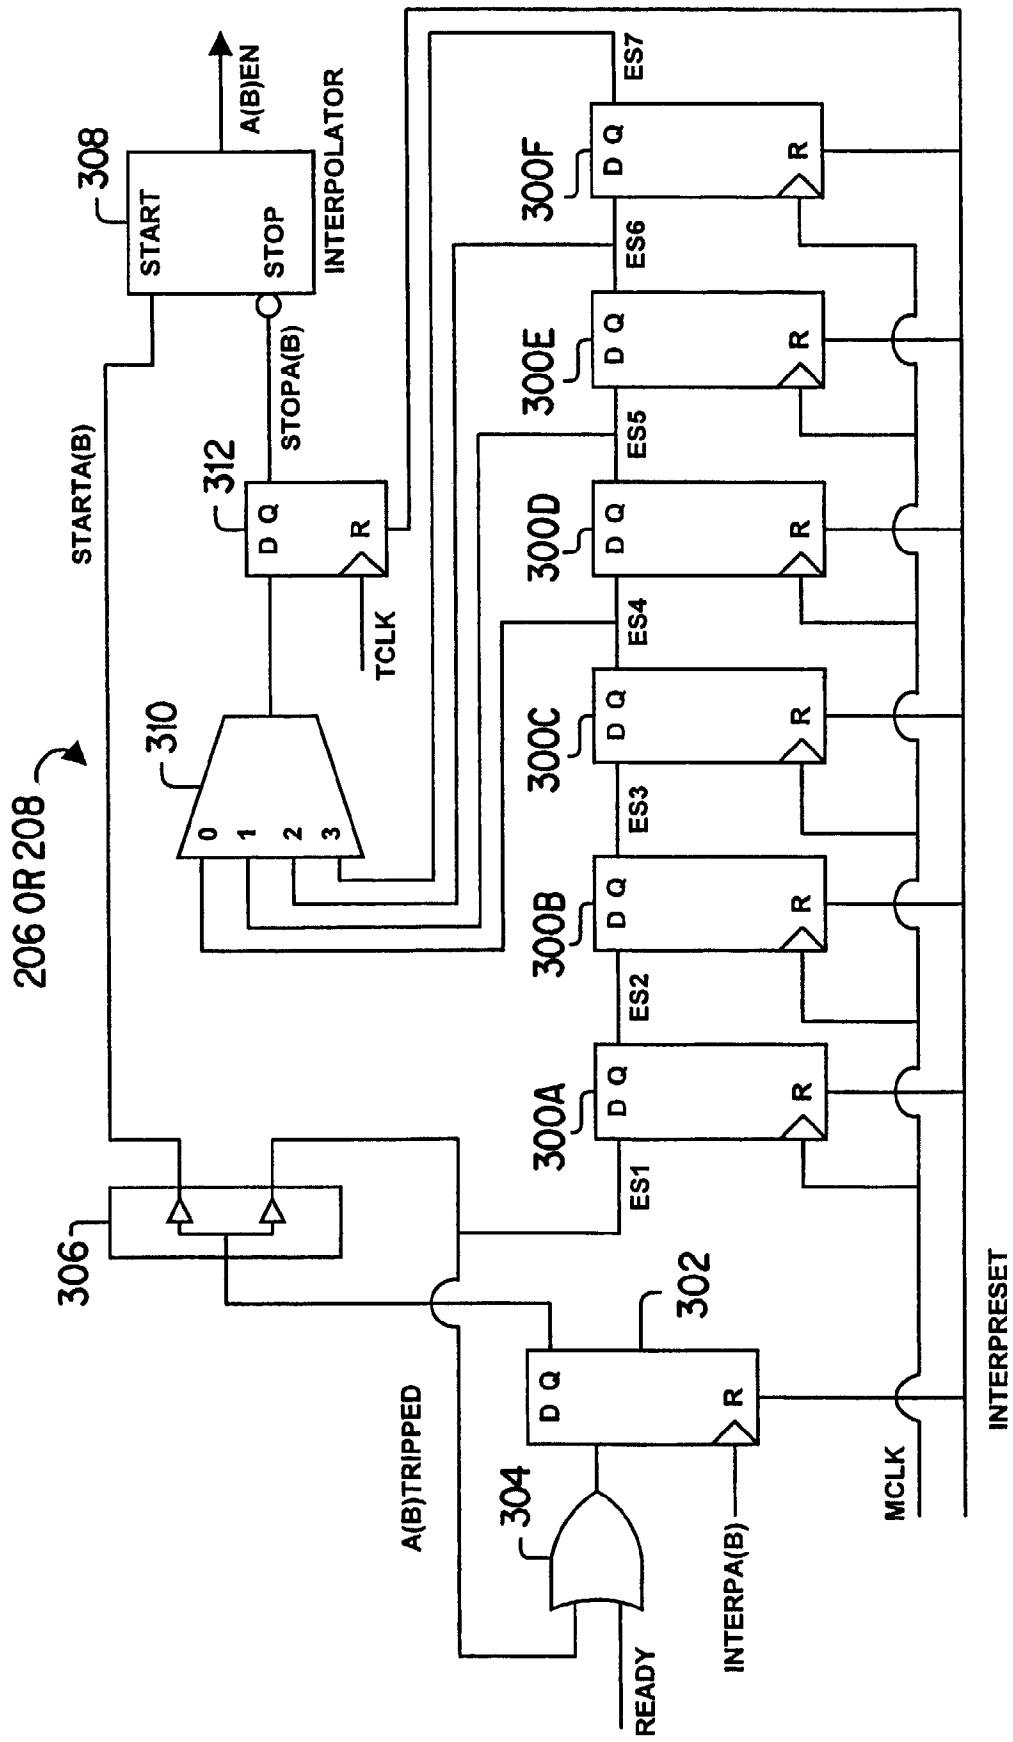 206 OR 208
STARTA(B)
306
310
0
1
2
3
312
D Q
R
TCLK
STOPA(B)
308
START
STOP
INTERPOLATOR
A(B)EN
A(B)TRIPPED
READY
304
INTERPA(B)
302
D Q
R
ES1
300A
D Q
R
ES2
300B
D Q
R
ES3
300C
D Q
R
ES4
300D
D Q
R
ES5
300E
D Q
R
ES6
300F
D Q
R
ES7
MCLK
INTERPRESET